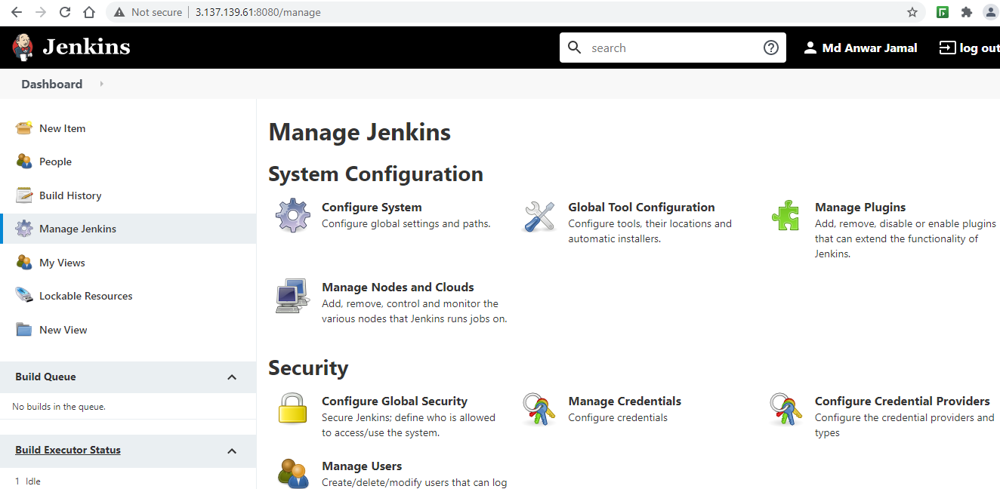 Not secure | 3.137.139.61:8080/manage
Jenkins
search
Md Anwar Jamal
log out
Dashboard
New Item
People
Build History
Manage Jenkins
My Views
Lockable Resources
New View
Build Queue
No builds in the queue.
Build Executor Status
1 Idle
Manage Jenkins
System Configuration
Configure System
Configure global settings and paths.
Global Tool Configuration
Configure tools, their locations and
automatic installers.
Manage Plugins
Add, remove, disable or enable plugins
that can extend the functionality of
Jenkins.
Manage Nodes and Clouds
Add, remove, control and monitor the
various nodes that Jenkins runs jobs on.
Security
Configure Global Security
Secure Jenkins; define who is allowed
to access/use the system.
Manage Credentials
Configure credentials
Configure Credential Providers
Configure the credential providers and
types
Manage Users
Create/delete/modify users that can log